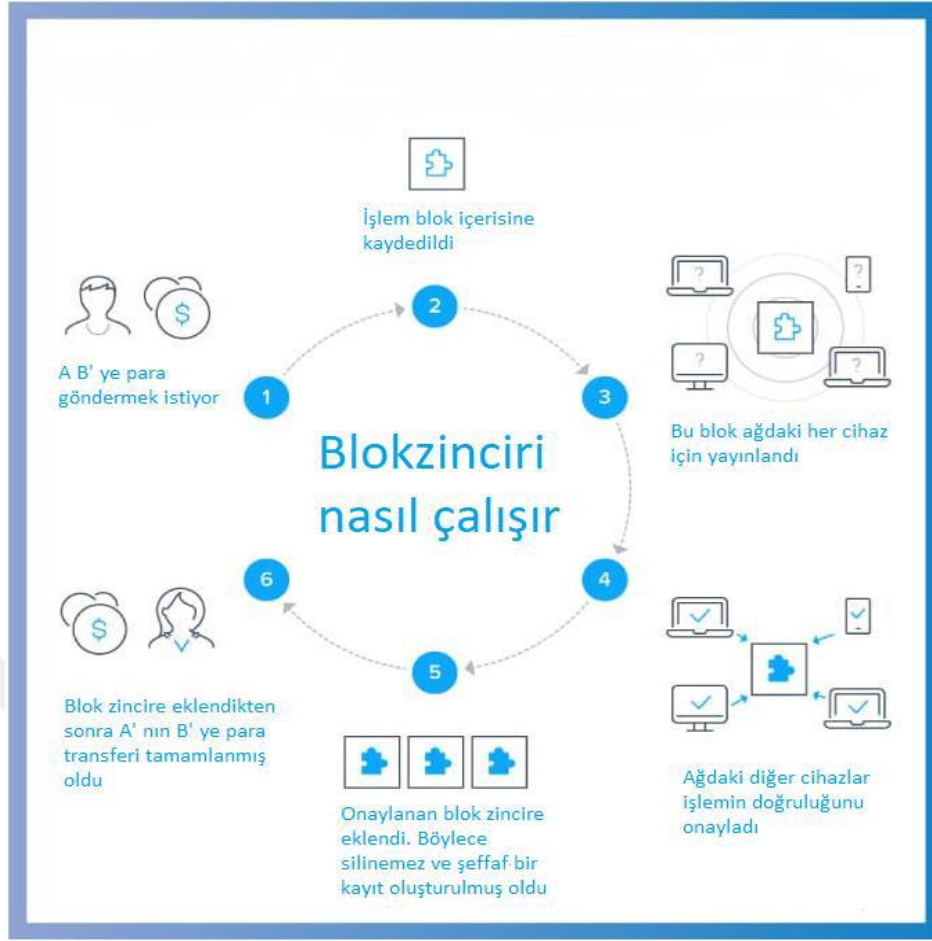 Blokzinciri
nasıl çalışır
1
A B' ye para
göndermek istiyor
$
2
İşlem blok içerisine
kaydedildi
3
? ?
? ?
Bu blok ağdaki her cihaz
için yayınlandı
4
Ağdaki diğer cihazlar
işlemin doğruluğunu
onayladı
5
Onaylanan blok zincire
eklendi. Böylece
silinemez ve şeffaf bir
kayıt oluşturulmuş oldu
6
$
Blok zincire eklendikten
sonra A' nın B' ye para
transferi tamamlanmış
oldu